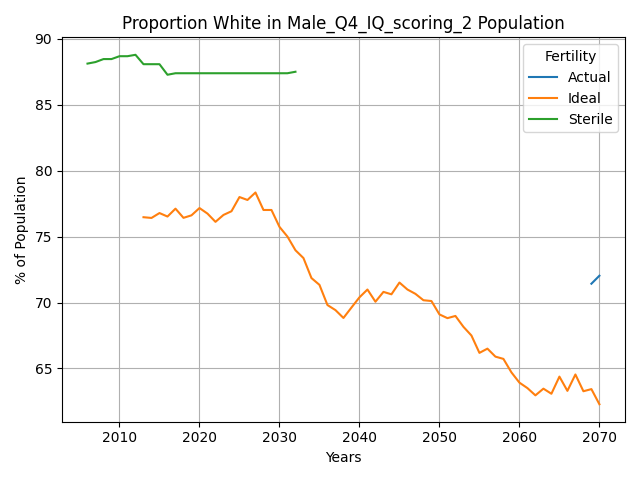 Proportion White in Male_Q4_IQ_scoring_2 Population
% of Population
90
85
80
75
70
65
Fertility
Actual
Ideal
Sterile
2010 2020 2030 2040 2050 2060 2070
Years